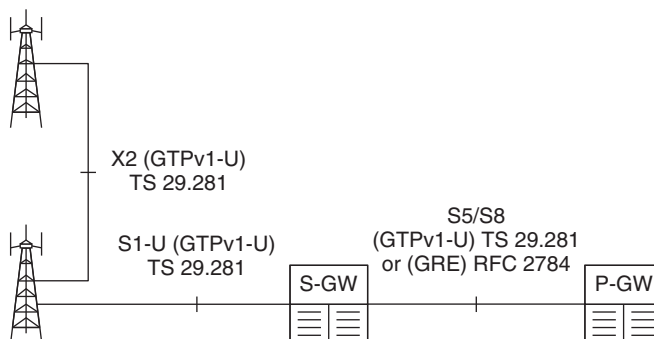 X2 (GTPv1-U)
TS 29.281
S1-U (GTPv1-U)
TS 29.281
S5/S8
(GTPv1-U) TS 29.281
or (GRE) RFC 2784
S-GW
P-GW